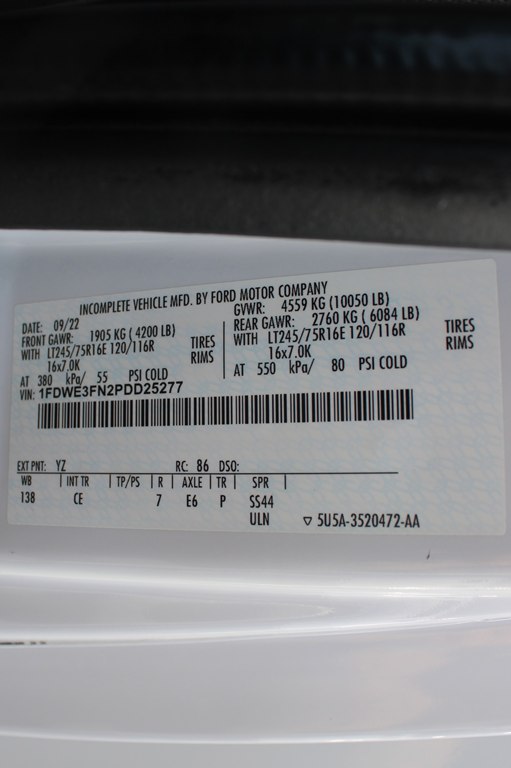 INCOMPLETE VEHICLE MFD. BY FORD MOTOR COMPANY
DATE: 09/22
GVWR: 4559 KG (10050 LB)
FRONT GAWR: 1905 KG ( 4200 LB)
WITH LT245/75R16E 120/116R TIRES
16x7.0K RIMS
AT 380 kPa/ 55 PSI COLD
REAR GAWR: 2760 KG ( 6084 LB)
WITH LT245/75R16E 120/116R TIRES
16x7.0K RIMS
AT 550 kPa/ 80 PSI COLD
VIN: 1FDWE3FN2PDD25277
EXT PNT: YZ RC: 86 DSO:
WB INT TR TP/PS R AXLE TR SPR
138 CE 7 E6 P SS44
ULN ▽ 5U5A-3520472-AA